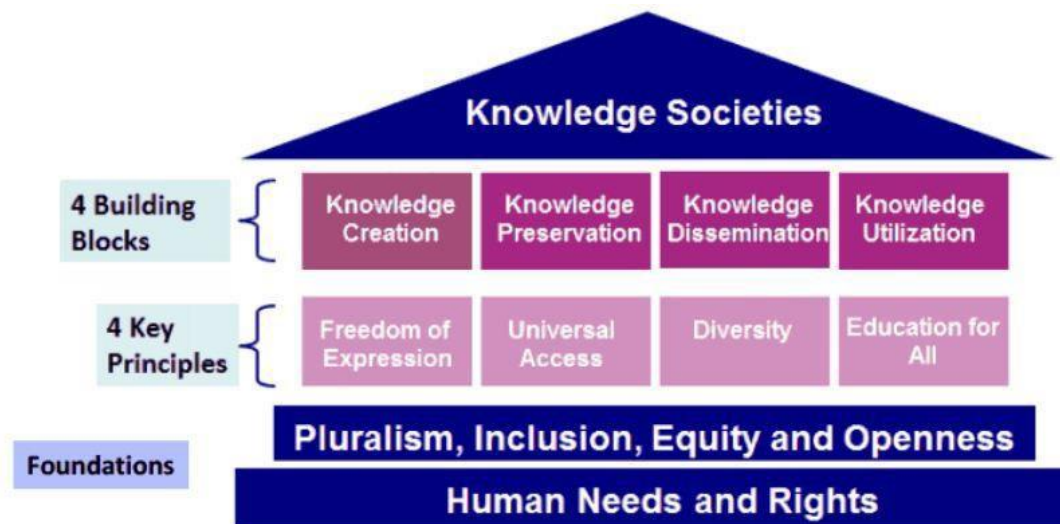 Knowledge Societies
4 Building
Blocks
Knowledge
Creation
Knowledge
Preservation
Knowledge
Dissemination
Knowledge
Utilization
4 Key
Principles
Freedom of
Expression
Universal
Access
Diversity
Education for
All
Foundations
Pluralism, Inclusion, Equity and Openness
Human Needs and Rights